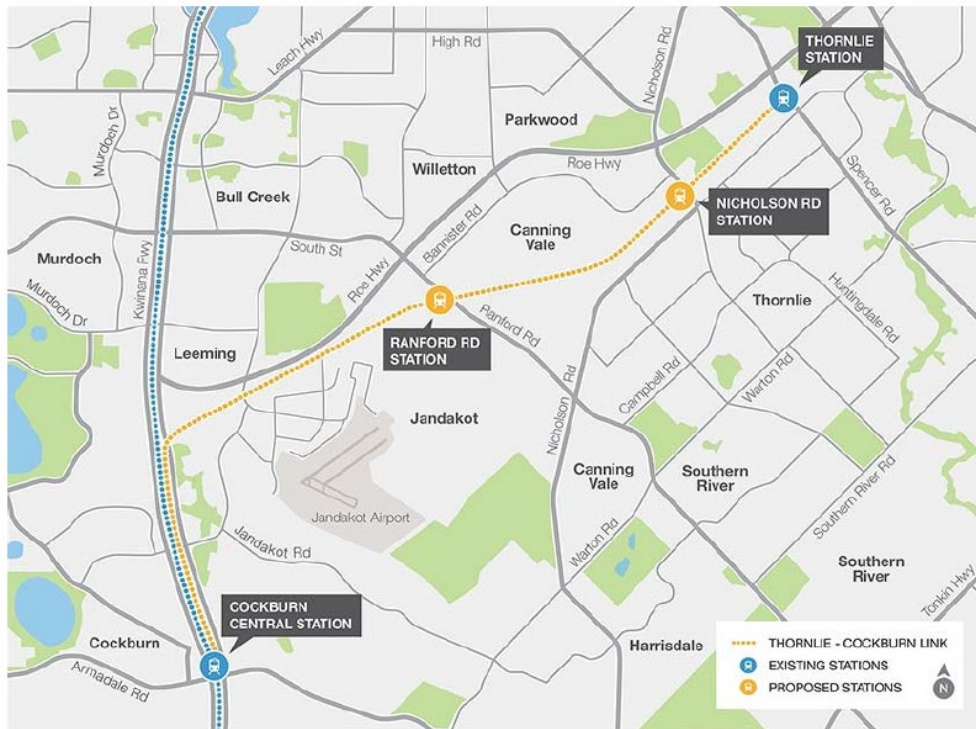 THORNLIE
STATION
High Rd
Leach Hwy
Nicholson Rd
Parkwood
Murdoch Dr
Roe Hwy
Willetton
Spencer Rd
Bull Creek
NICHOLSON RD
STATION
Bannister Rd
Canning
Vale
South St
Murdoch
Kwinana Fwy
Roe Hwy
Thornlie
Huntingdale Rd
Murdoch Dr
Ranford Rd
RANFORD RD
STATION
Leeming
Warton Rd
Campbell Rd
Nicholson Rd
Jandakot
Canning
Vale
Southern
River
Southern River Rd
Jandakot Airport
Jandakot Rd
Warton Rd
Southern
River
Tonkin Hwy
COCKBURN
CENTRAL STATION
Cockburn
Armadale Rd
Harrisdale
THORNLIE - COCKBURN LINK
EXISTING STATIONS
PROPOSED STATIONS
N